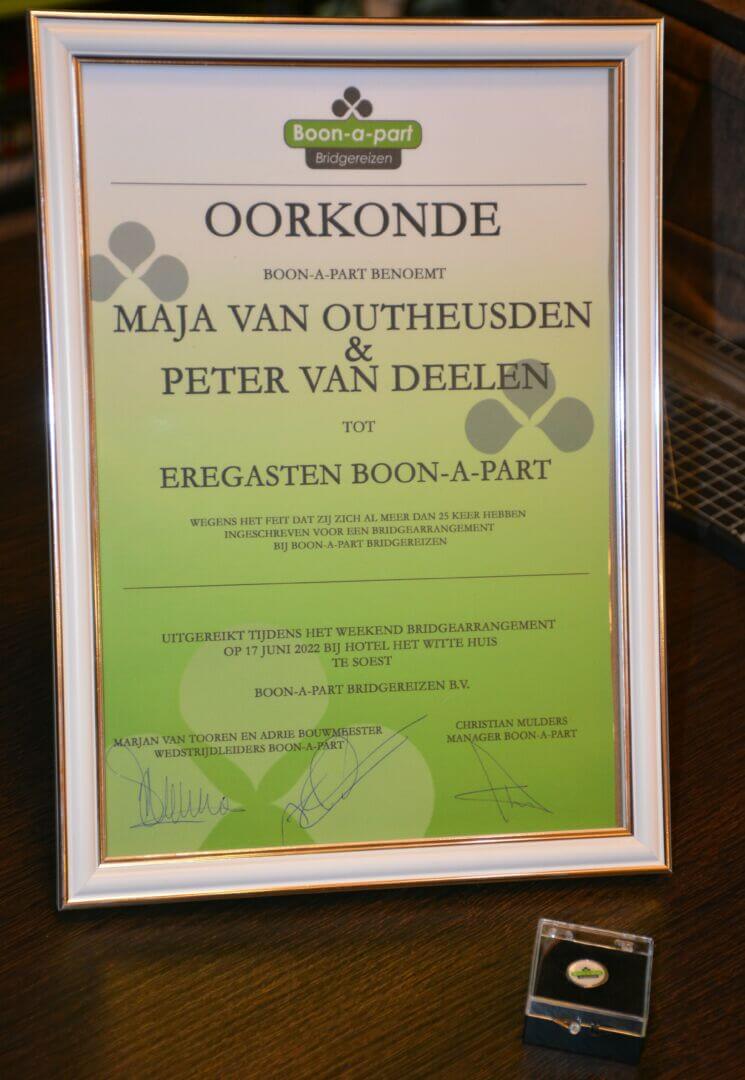 Boon-a-part
Bridgereizen
OORKONDE
BOON-A-PART BENOEMT
MAJA VAN OUTHEUSDEN
&
PETER VAN DEELEN
TOT
EREGASTEN BOON-A-PART
WEGENS HET FEIT DAT ZIJ ZICH AL MEER DAN 25 KEER HEBBEN
INGESCHREVEN VOOR EEN BRIDGEARRANGEMENT
BIJ BOON-A-PART BRIDGEREIZEN
UITGEREIKT TIJDENS HET WEEKEND BRIDGEARRANGEMENT
OP 17 JUNI 2022 BIJ HOTEL HET WITTE HUIS
TE SOEST
BOON-A-PART BRIDGEREIZEN B.V.
MARJAN VAN TOOREN EN ADRIE BOUWMEESTER
WEDSTRIJDLEIDERS BOON-A-PART
CHRISTIAN MULDERS
MANAGER BOON-A-PART